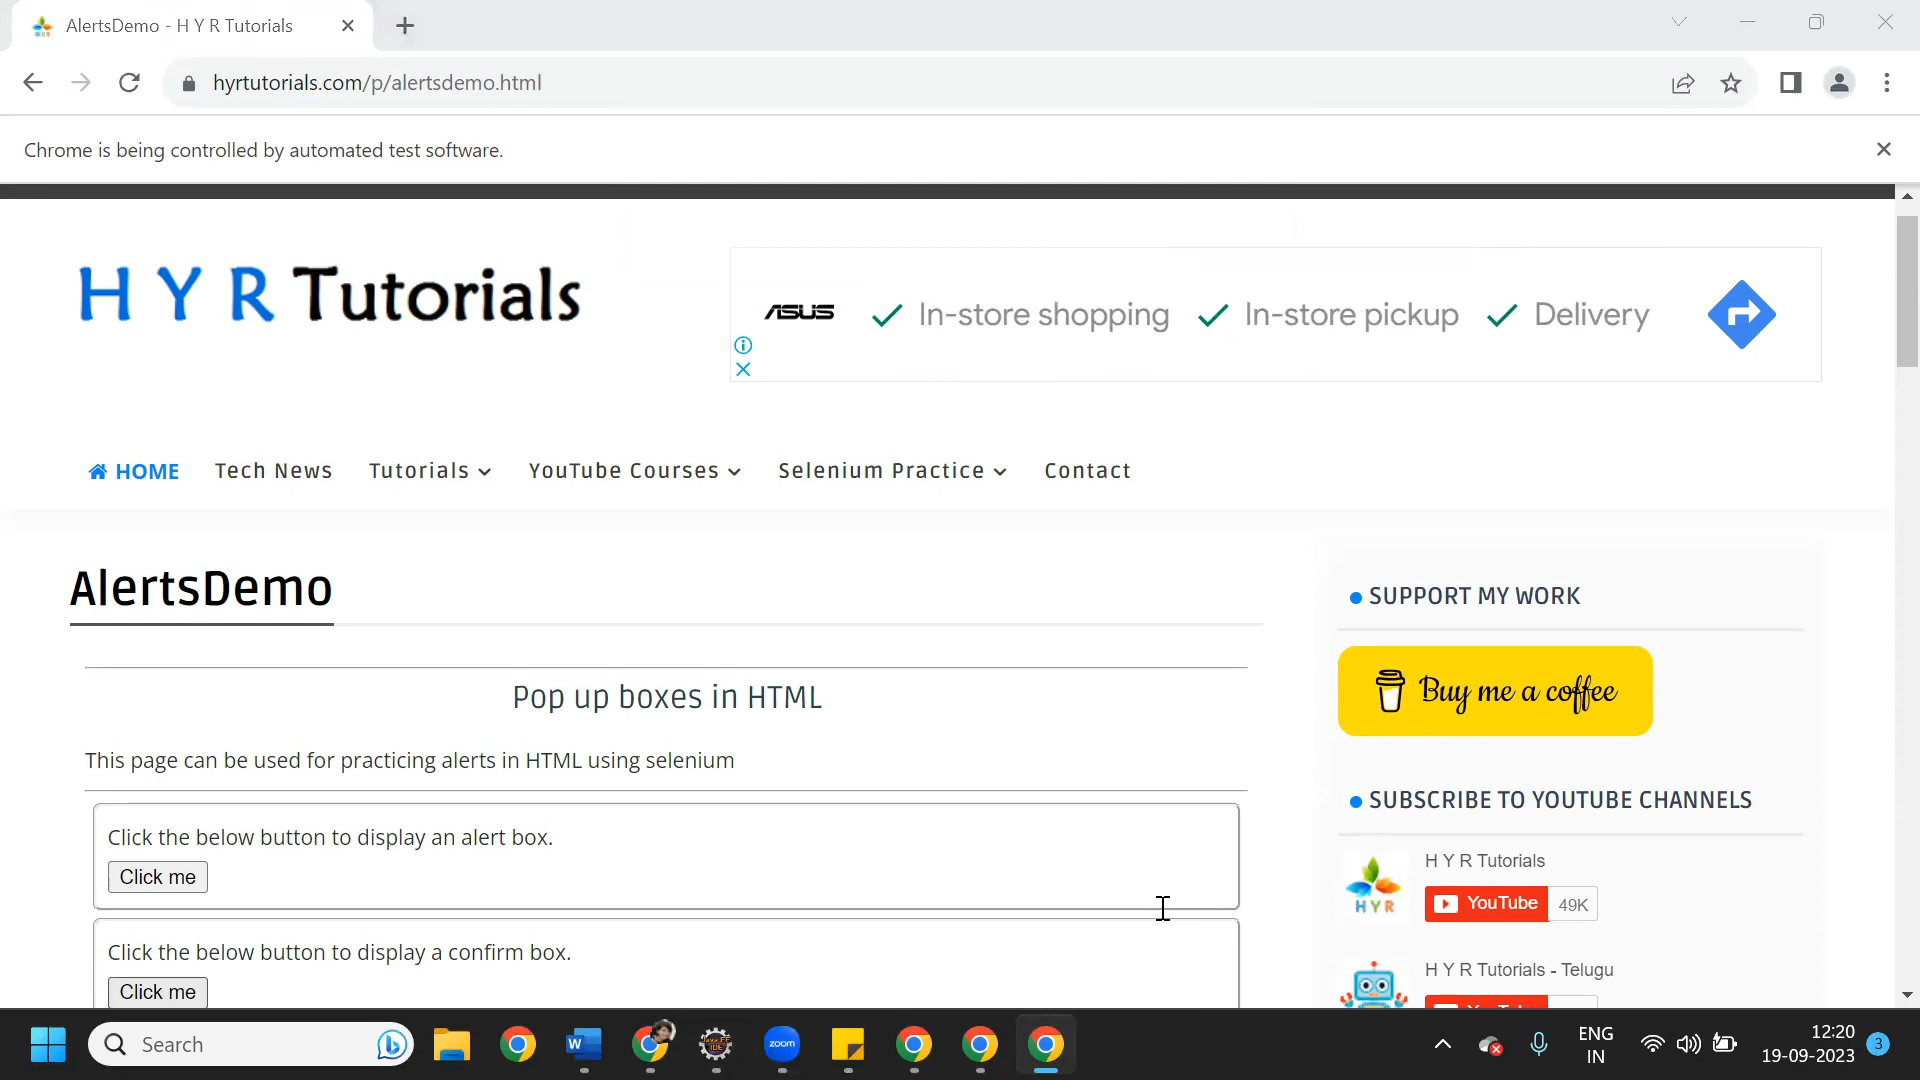 AlertsDemo - H Y R Tutorials
hyrtutorials.com/p/alertsdemo.html
Chrome is being controlled by automated test software.
H Y R Tutorials
ASUS In-store shopping In-store pickup Delivery
HOME Tech News Tutorials YouTube Courses Selenium Practice Contact
AlertsDemo
Pop up boxes in HTML
This page can be used for practicing alerts in HTML using selenium
Click the below button to display an alert box.
Click me
Click the below button to display a confirm box.
Click me
SUPPORT MY WORK
Buy me a coffee
SUBSCRIBE TO YOUTUBE CHANNELS
H Y R Tutorials
HYR
YouTube 49K
H Y R Tutorials - Telugu
Search
W
zoom
ENG
IN
12:20
19-09-2023
3